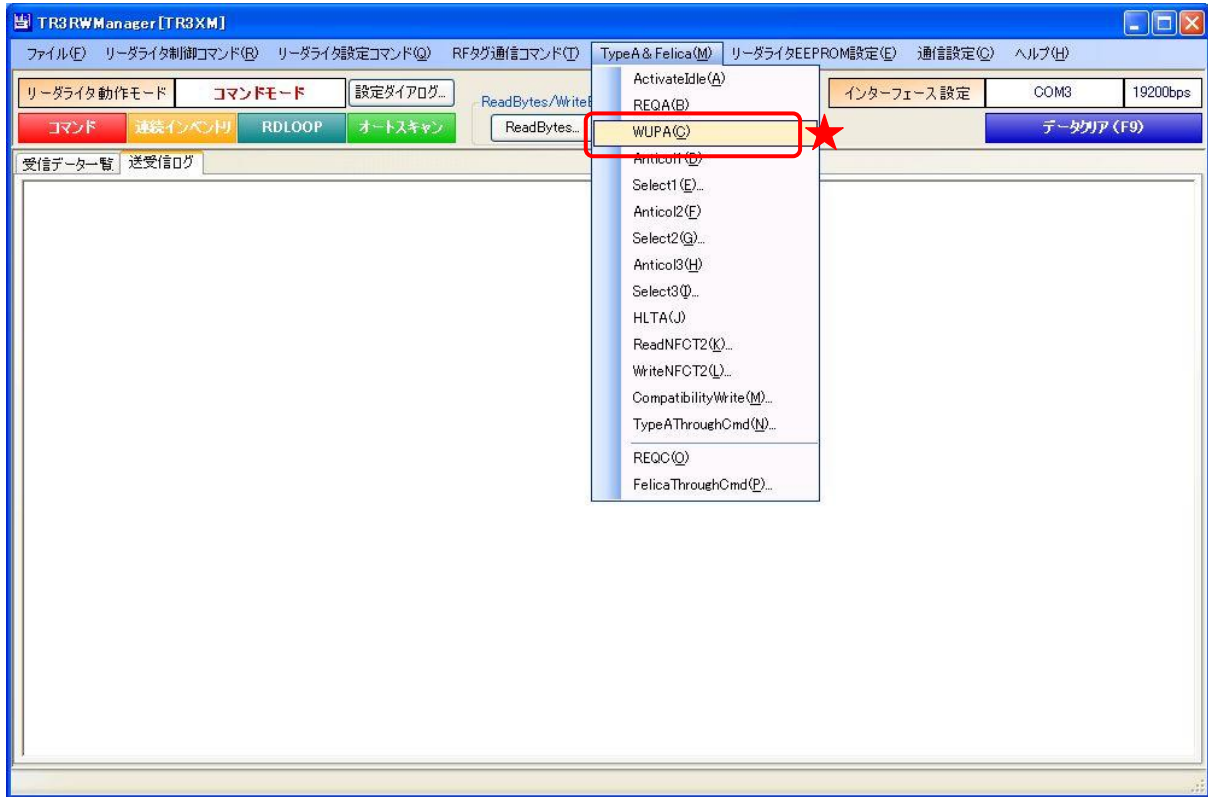 TR3RWManager[TR3XM]
ファイル(F) リーダライタ制御コマンド(R) リーダライタ設定コマンド(Q) RFタグ通信コマンド(T) TypeA&Felica(M) リーダライタEEPROM設定(E) 通信設定(C) ヘルプ(H)
リーダライタ動作モード コマンドモード 設定ダイアログ... インターフェース設定 COM3 19200bps
ReadBytes/WriteB
コマンド 連続インベントリ RDLOOP オートスキャン ReadBytes... データクリア(F9)
受信データ一覧 送受信ログ
ActivateIdle(A)
REQA(B)
WUPA(C)
Anticol1(D)
Select1(E)...
Anticol2(F)
Select2(G)...
Anticol3(H)
Select3(I)...
HLTA(J)
ReadNFCT2(K)...
WriteNFCT2(L)...
CompatibilityWrite(M)...
TypeAThroughCmd(N)...
REQC(O)
FelicaThroughCmd(P)...